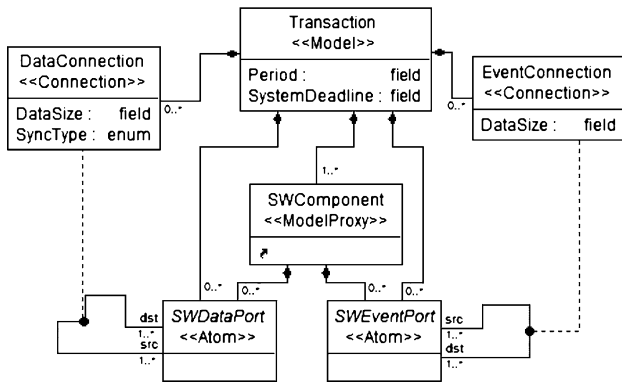 Transaction
<<Model>>
Period : field
SystemDeadline : field
DataConnection
<<Connection>>
DataSize : field
SyncType : enum
EventConnection
<<Connection>>
DataSize : field
0..*
0..*
1..*
SWComponent
<<ModelProxy>>
0..*
0..*
0..*
0..*
dst
1..*
src
1..*
SWDataPort
<<Atom>>
SWEventPort
<<Atom>>
src
1..*
dst
1..*